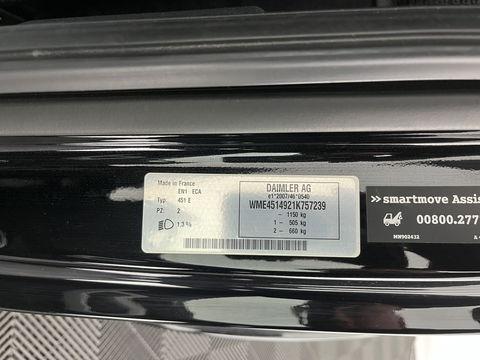 Made in France
EN1 ECA
Typ: 451 E
PZ: 2
1,3 %
DAIMLER AG
e1*2007/46*0540
WME4514921K757239
- 1150 kg
1 - 505 kg
2 - 660 kg
>> smartmove Assis
00800.277
MN902432